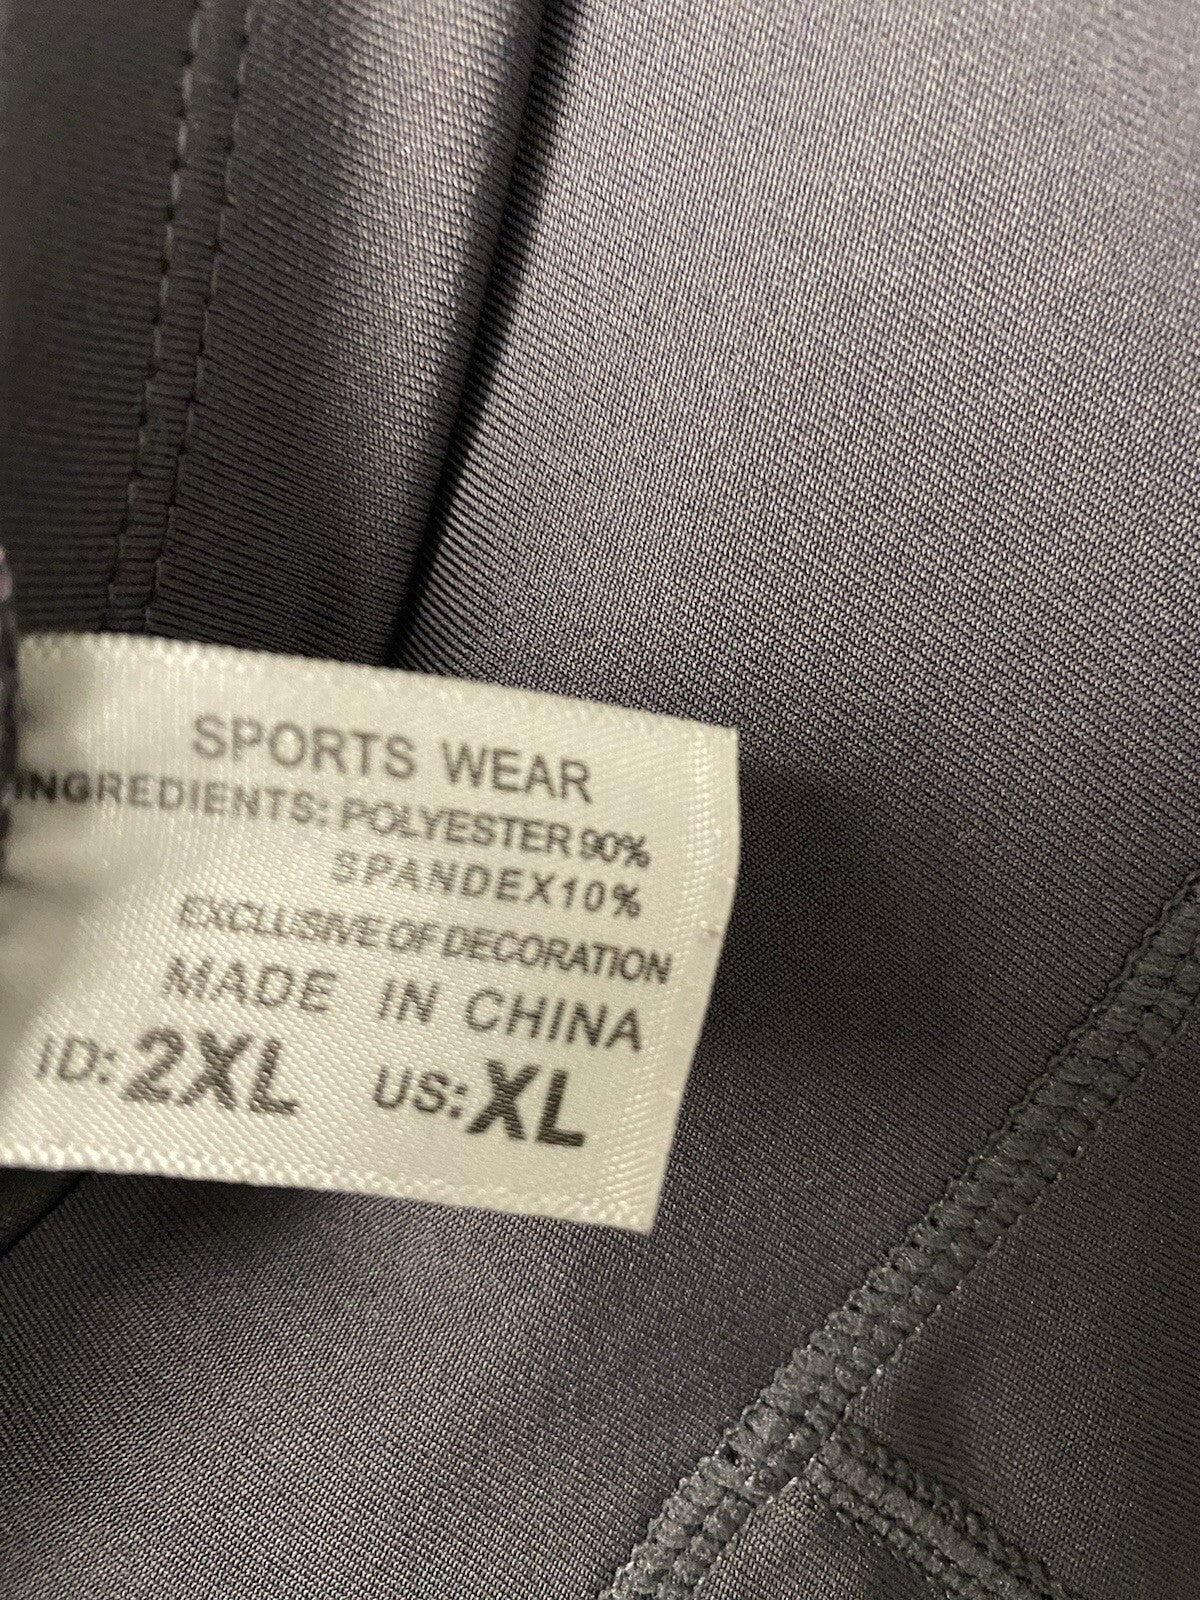 SPORTS WEAR
INGREDIENTS: POLYESTER 90%
SPANDEX10%
EXCLUSIVE OF DECORATION
MADE IN CHINA
ID: 2XL US: XL